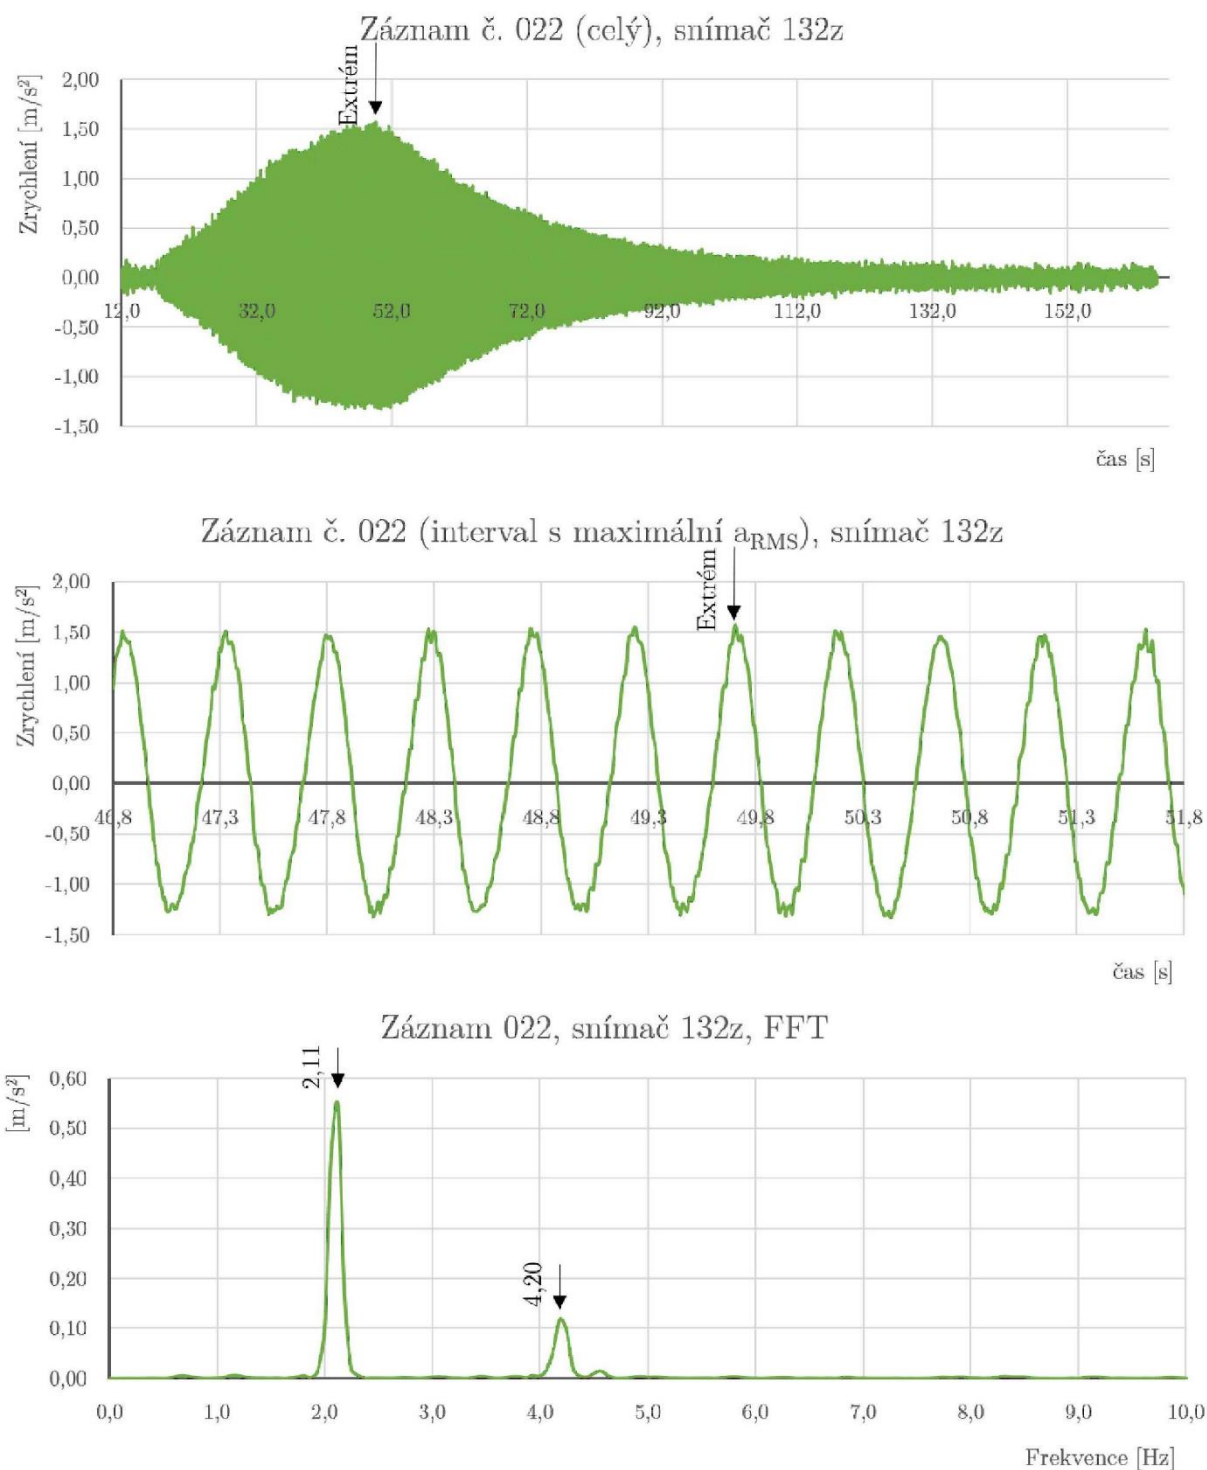 Záznam č. 022 (celý), snímač 132z
Extrém
Zrychlení [m/s²]
2,00
1,50
1,00
0,50
0,00
12,0 32,0 52,0 72,0 92,0 112,0 132,0 152,0
-0,50
-1,00
-1,50
čas [s]
Záznam č. 022 (interval s maximální aRMS), snímač 132z
Extrém
Zrychlení [m/s²]
2,00
1,50
1,00
0,50
0,00
46,8 47,3 47,8 48,3 48,8 49,3 49,8 50,3 50,8 51,3 51,8
-0,50
-1,00
-1,50
čas [s]
Záznam 022, snímač 132z, FFT
2,11
[m/s²]
0,60
0,50
0,40
0,30
0,20
4,20
0,10
0,00
0,0 1,0 2,0 3,0 4,0 5,0 6,0 7,0 8,0 9,0 10,0
Frekvence [Hz]